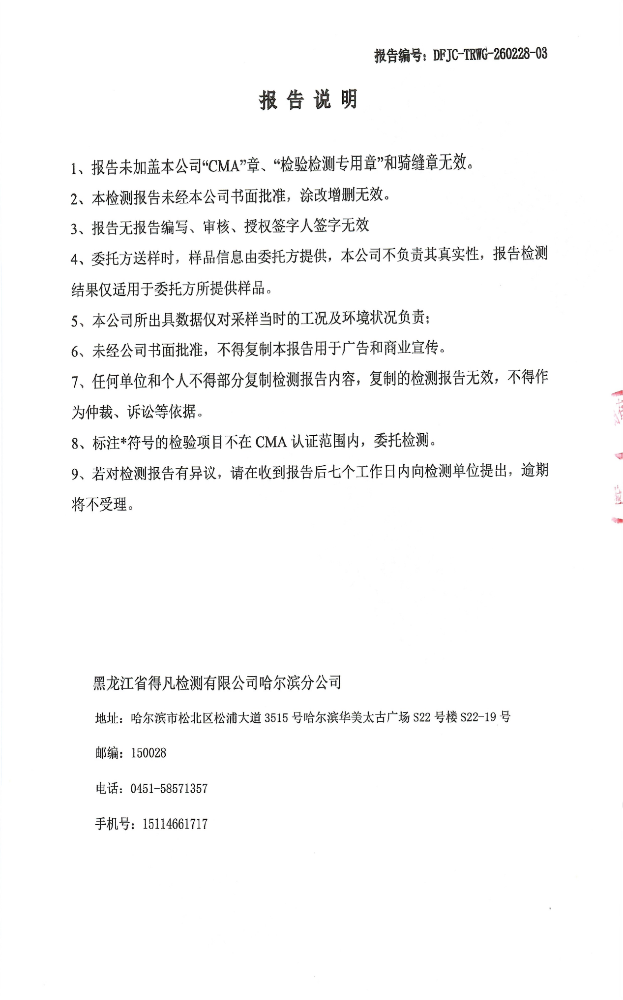 报告编号：DFJC-TRWG-260228-03
报告说明
1、报告未加盖本公司“CMA”章、“检验检测专用章”和骑缝章无效。
2、本检测报告未经本公司书面批准，涂改增删无效。
3、报告无报告编写、审核、授权签字人签字无效
4、委托方送样时，样品信息由委托方提供，本公司不负责其真实性，报告检测
结果仅适用于委托方所提供样品。
5、本公司所出具数据仅对采样当时的工况及环境状况负责；
6、未经公司书面批准，不得复制本报告用于广告和商业宣传。
7、任何单位和个人不得部分复制检测报告内容，复制的检测报告无效，不得作
为仲裁、诉讼等依据。
8、标注*符号的检验项目不在 CMA 认证范围内，委托检测。
9、若对检测报告有异议，请在收到报告后七个工作日内向检测单位提出，逾期
将不受理。
黑龙江省得凡检测有限公司哈尔滨分公司
地址：哈尔滨市松北区松浦大道 3515 号哈尔滨华美太古广场 S22 号楼 S22-19 号
邮编：150028
电话：0451-58571357
手机号：15114661717